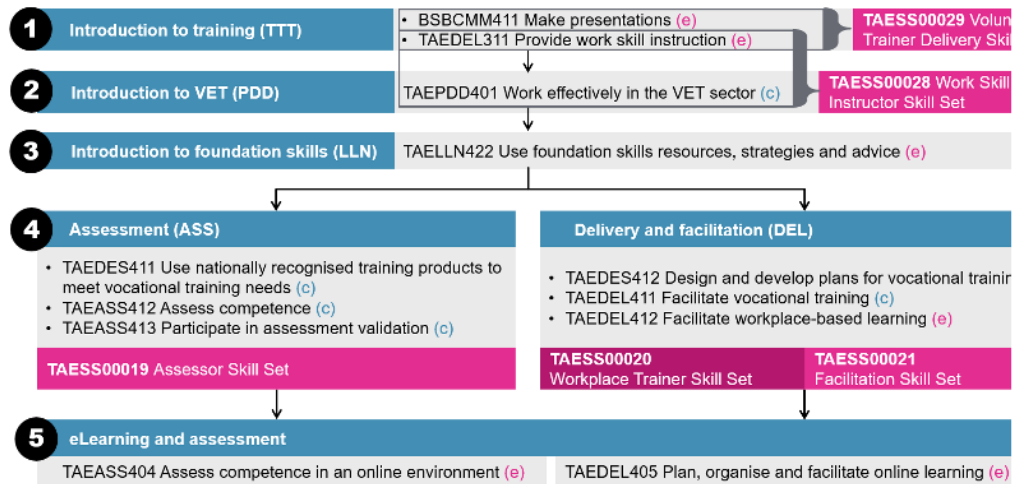 1
Introduction to training (TTT)
• BSBCMM411 Make presentations (e)
• TAEDEL311 Provide work skill instruction (e)
TAESS00029
Trainer Delivery
2
Introduction to VET (PDD)
TAEPDD401 Work effectively in the VET sector (c)
TAESS00028 Work Skill
Instructor Skill Set
3
Introduction to foundation skills (LLN)
TAELLN422 Use foundation skills resources, strategies and advice (e)
4
Assessment (ASS)
• TAEDES411 Use nationally recognised training products to
meet vocational training needs (c)
• TAEASS412 Assess competence (c)
• TAEASS413 Participate in assessment validation (c)
TAESS00019 Assessor Skill Set
Delivery and facilitation (DEL)
• TAEDES412 Design and develop plans for vocational
• TAEDEL411 Facilitate vocational training (c)
• TAEDEL412 Facilitate workplace-based learning (e)
TAESS00020
Workplace Trainer Skill Set
TAESS00021
Facilitation Skill Set
5
eLearning and assessment
TAEASS404 Assess competence in an online environment (e)
TAEDEL405 Plan, organise and facilitate online learning (e)